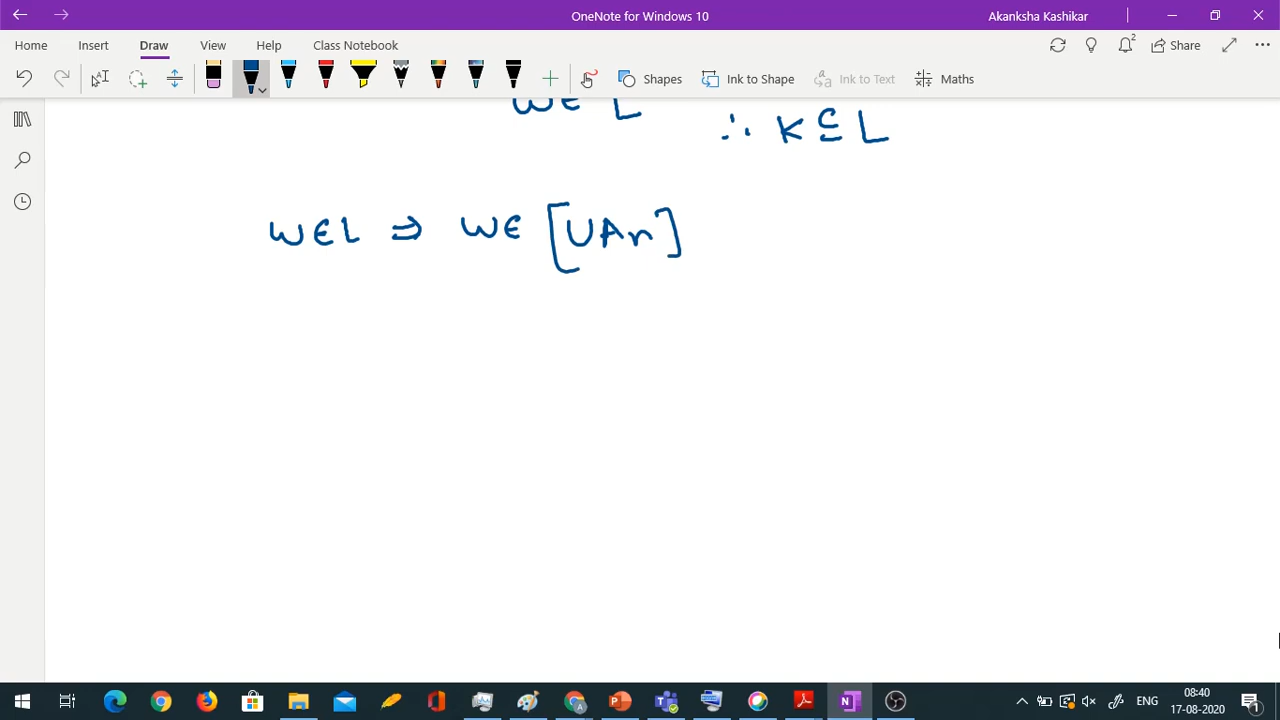 OneNote for Windows 10
Akanksha Kashikar
Home Insert Draw View Help Class Notebook
Share
Shapes Ink to Shape Ink to Text Maths
ω∈ L
∴ K ⊆ L
ω∈L ⇒ ω∈ [∪An]
ENG
08:40
17-08-2020
1